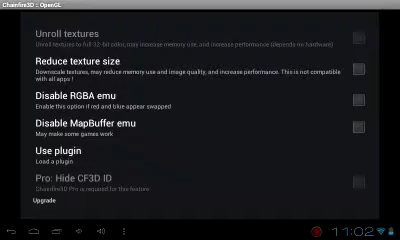 Chainfire3D :: OpenGL
Unroll textures
Unroll textures to full 32-bit color, may increase memory use, and increase performance (depends no hardware)
Reduce texture size
Downscale textures, may reduce memory use and image quality, and increase performance. This is not compatible
with all apps !
Disable RGBA emu
Enable this option if red and blue appear swapped
Disable MapBuffer emu
May make some games work
Use plugin
Load a plugin
Pro: Hide CF3D ID
Chainfire3D Pro is required for this feature
Upgrade
11:02